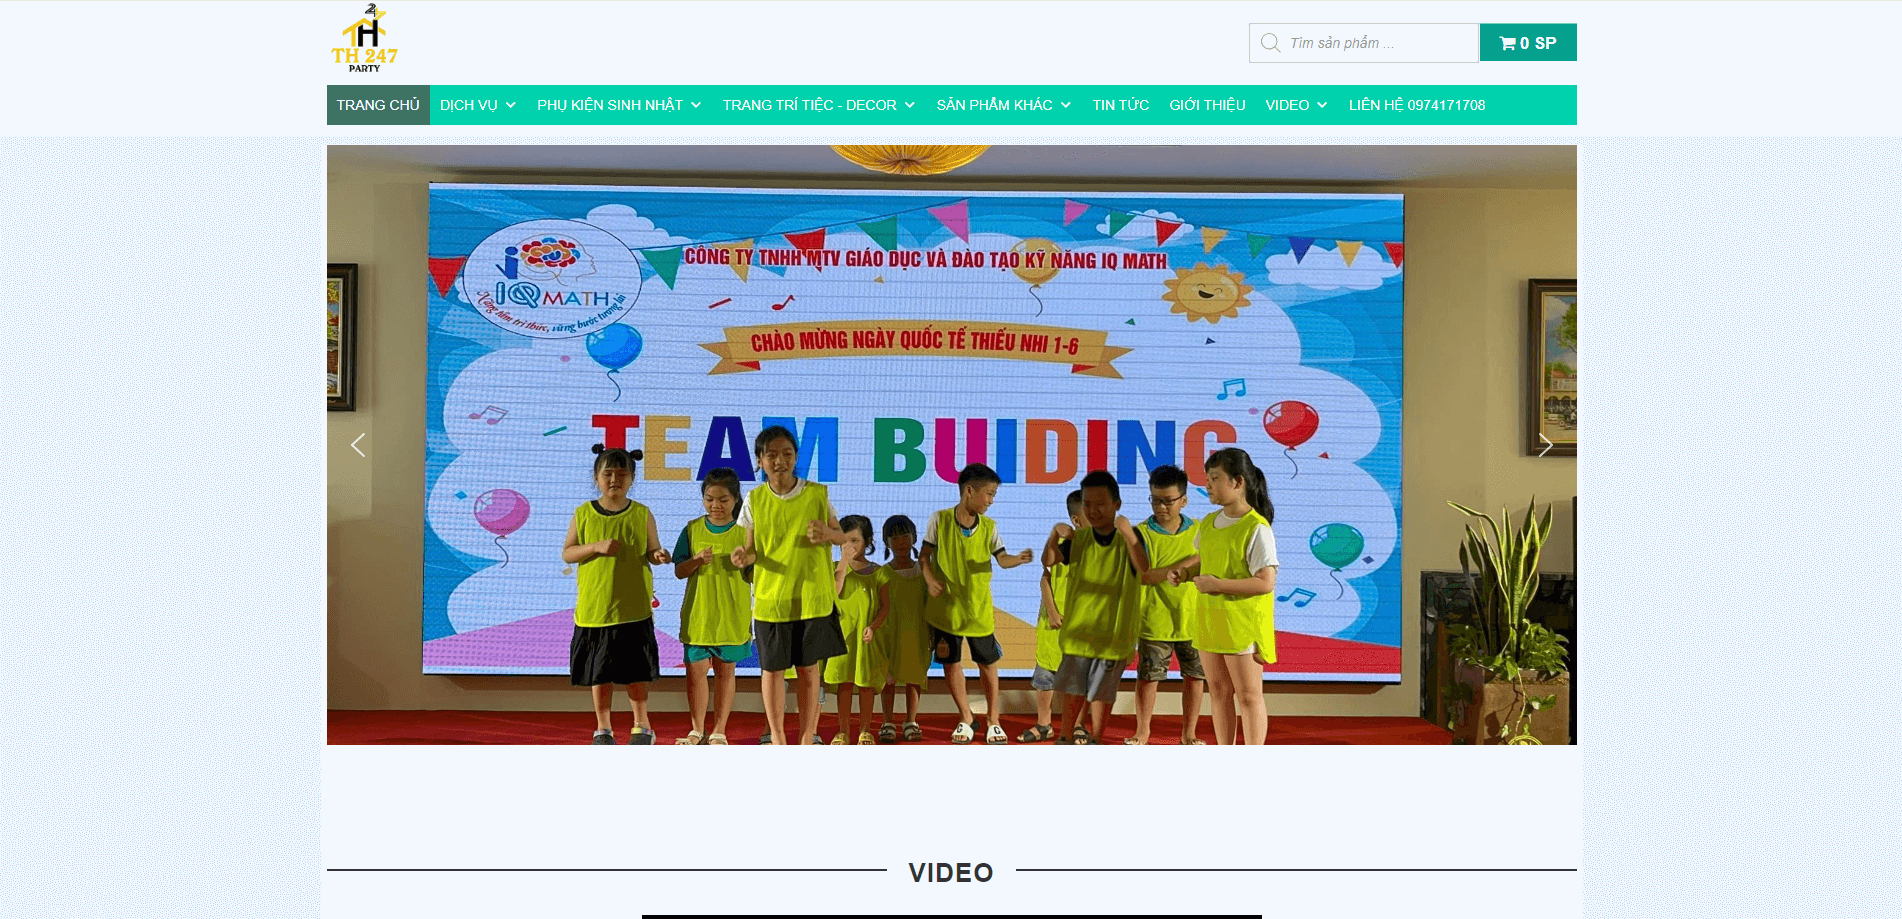 24
TH 247
PARTY
Tìm sản phẩm ...
0 SP
TRANG CHỦ DỊCH VỤ PHỤ KIỆN SINH NHẬT TRANG TRÍ TIỆC - DECOR SẢN PHẨM KHÁC TIN TỨC GIỚI THIỆU VIDEO LIÊN HỆ 0974171708
CÔNG TY TNHH MTV GIÁO DỤC VÀ ĐÀO TẠO KỸ NĂNG IQ MATH
IQ MATH
Nâng tầm tri thức, vững bước tương lai
CHÀO MỪNG NGÀY QUỐC TẾ THIẾU NHI 1-6
TEAM BUIDING
VIDEO